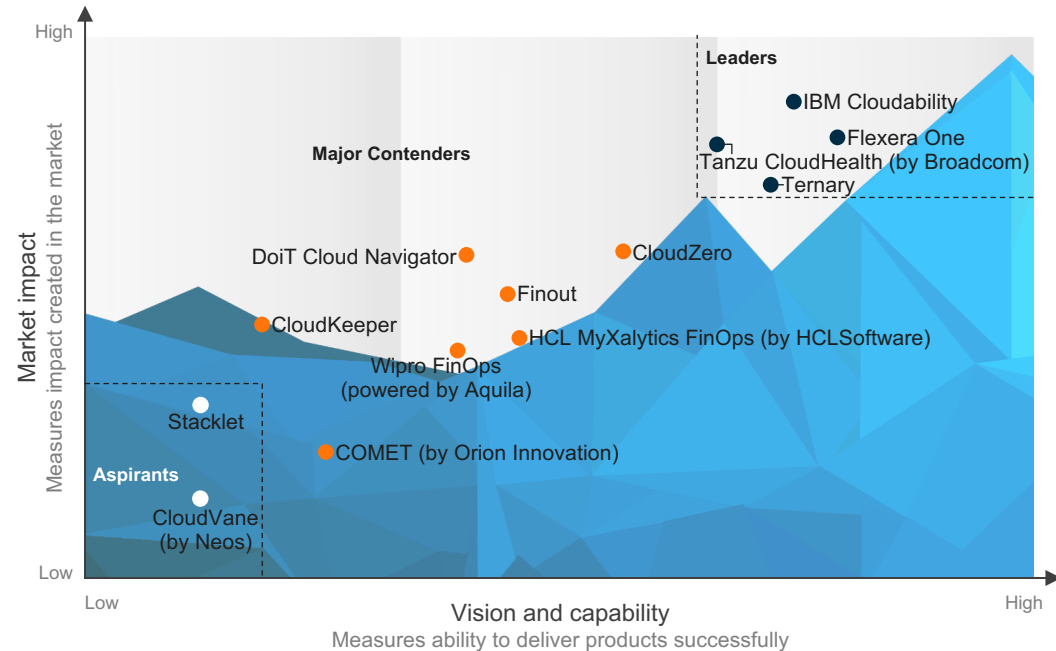 High
Leaders
IBM Cloudability
Flexera One
Tanzu CloudHealth (by Broadcom)
Ternary
Major Contenders
DoiT Cloud Navigator
CloudZero
Finout
CloudKeeper
HCL MyXalytics FinOps (by HCLSoftware)
Wipro FinOps
(powered by Aquila)
Stacklet
COMET (by Orion Innovation)
Aspirants
CloudVane
(by Neos)
Market impact
Measures impact created in the market
Low
Low
High
Vision and capability
Measures ability to deliver products successfully